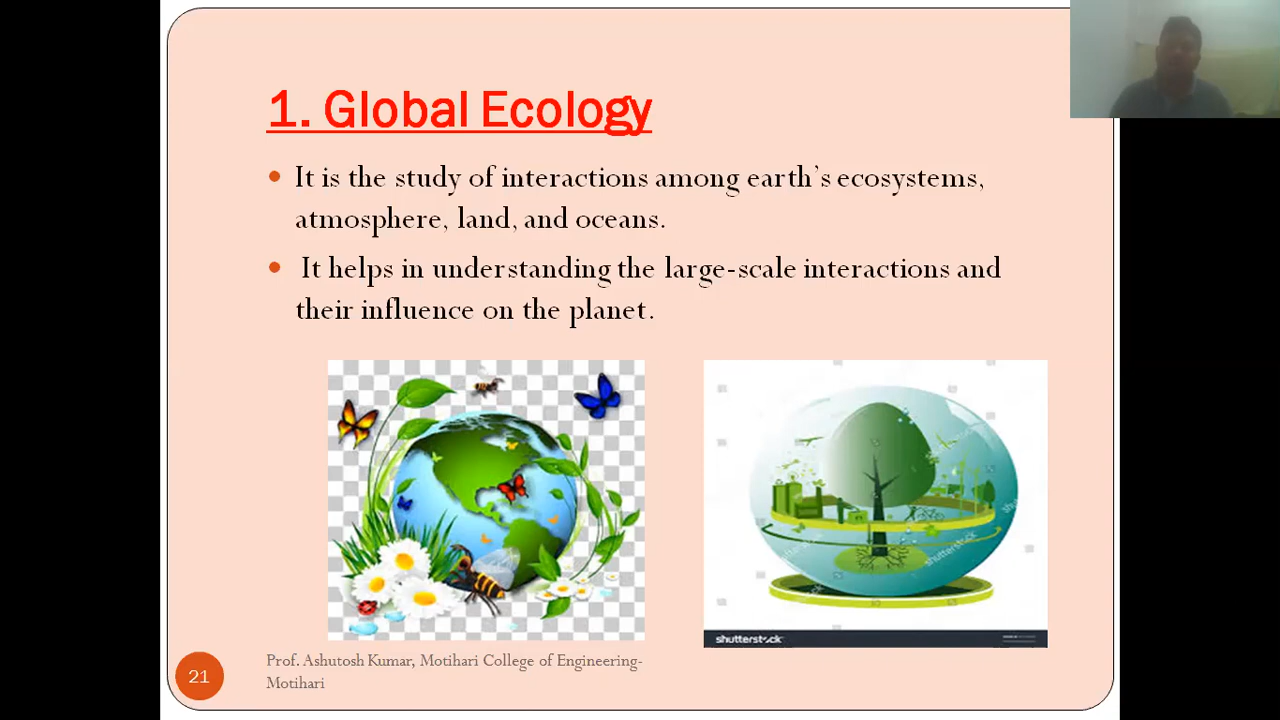 1. Global Ecology
It is the study of interactions among earth's ecosystems,
atmosphere, land, and oceans.
It helps in understanding the large-scale interactions and
their influence on the planet.
shutterstock
Prof. Ashutosh Kumar, Motihari College of Engineering-
Motihari
21